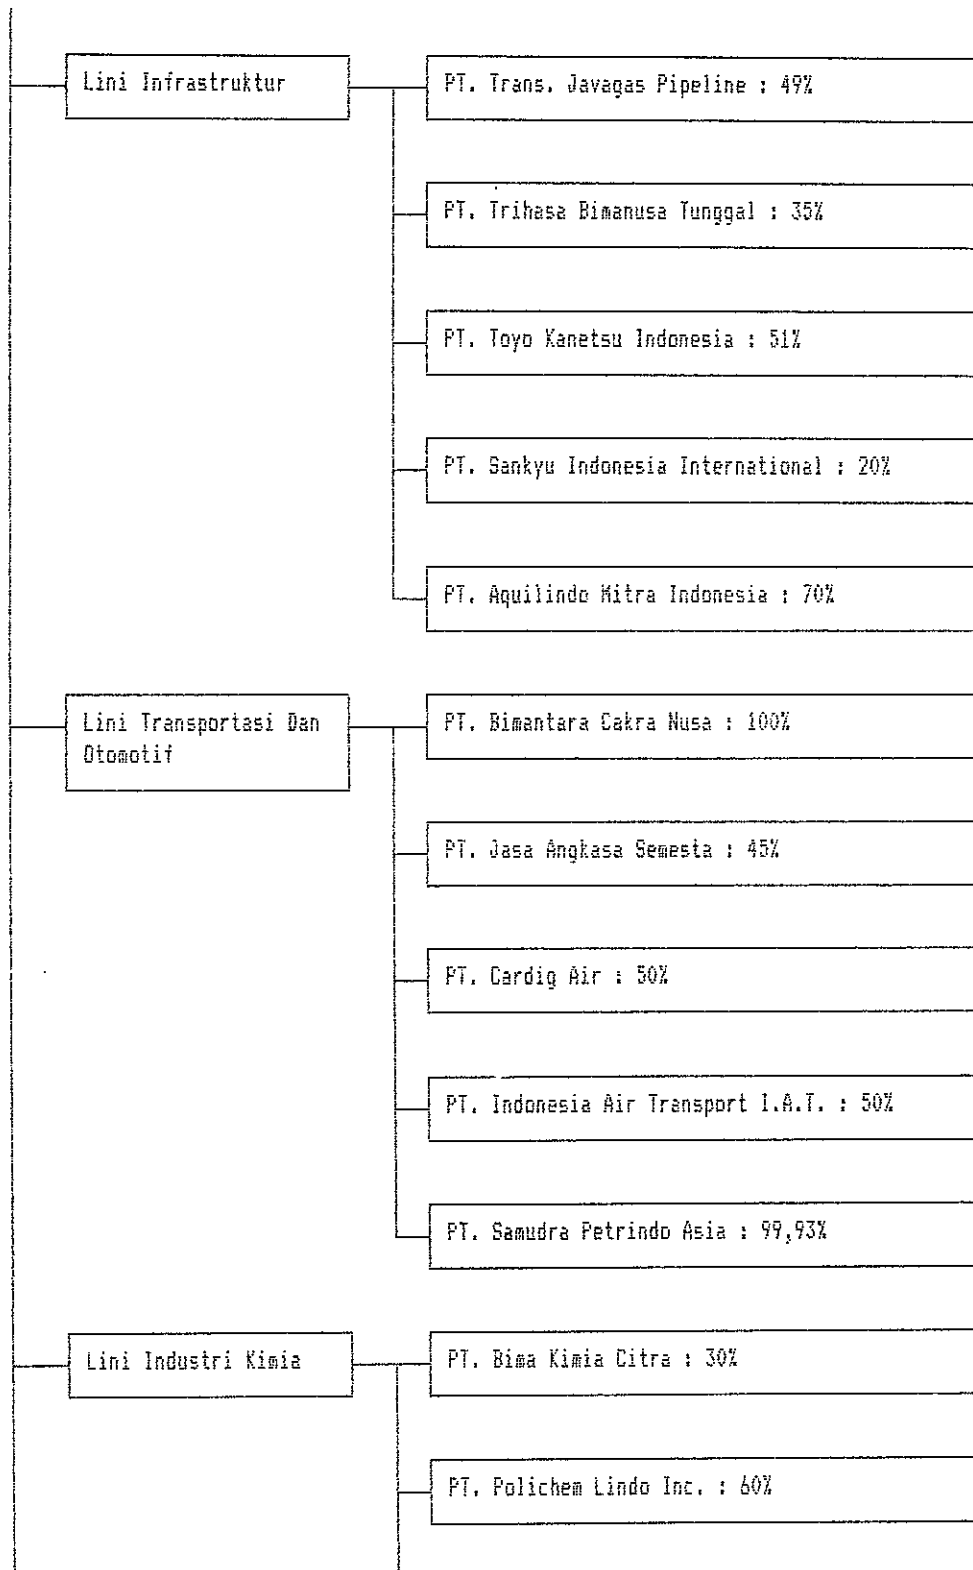 Lini Infrastruktur
PT. Trans. Javagas Pipeline : 49%
PT. Trihasa Bimanusa Tunggal : 35%
PT. Toyo Kanetsu Indonesia : 51%
PT. Sankyu Indonesia International : 20%
PT. Aquilindo Mitra Indonesia : 70%
Lini Transportasi Dan
Otomotif
PT. Bimantara Cakra Nusa : 100%
PT. Jasa Angkasa Semesta : 45%
PT. Cardig Air : 50%
PT. Indonesia Air Transport I.A.T. : 50%
PT. Samudra Petrindo Asia : 99,93%
Lini Industri Kimia
PT. Bima Kimia Citra : 30%
PT. Polichem Lindo Inc. : 60%